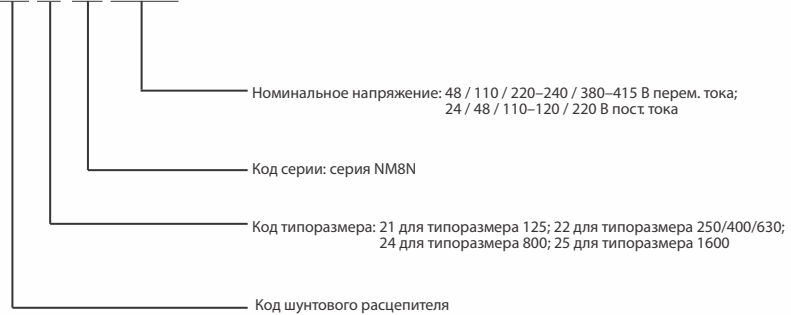 Номинальное напряжение: 48 / 110 / 220–240 / 380–415 В перем. тока;
24 / 48 / 110–120 / 220 В пост. тока
Код серии: серия NM8N
Код типоразмера: 21 для типоразмера 125; 22 для типоразмера 250/400/630;
24 для типоразмера 800; 25 для типоразмера 1600
Код шунтового расцепителя